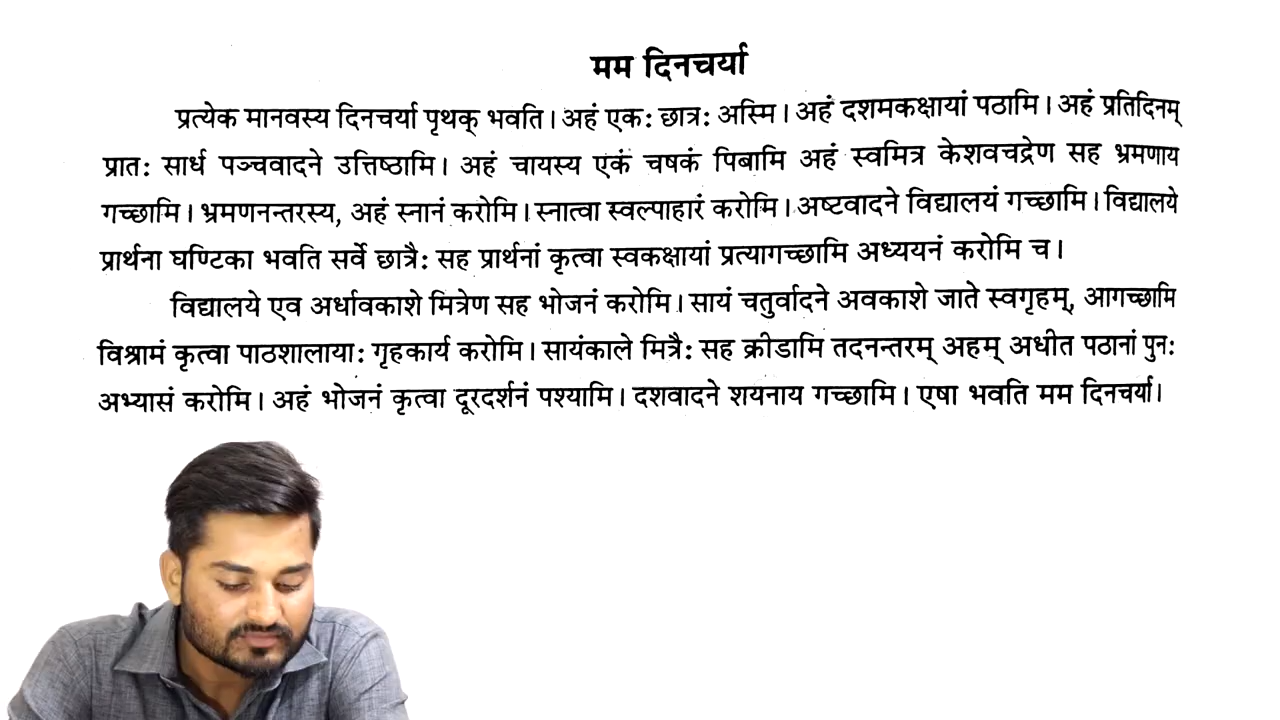 मम दिनचर्या
प्रत्येक मानवस्य दिनचर्या पृथक् भवति। अहं एक: छात्र: अस्मि। अहं दशमकक्षायां पठामि। अहं प्रतिदिनम्
प्रात: सार्ध पञ्चवादने उत्तिष्ठामि। अहं चायस्य एकं चषकं पिबामि अहं स्वमित्र केशवचद्रेण सह भ्रमणाय
गच्छामि। भ्रमणनन्तरस्य, अहं स्नानं करोमि। स्नात्वा स्वल्पाहारं करोमि। अष्टवादने विद्यालयं गच्छामि। विद्यालये
प्रार्थना घण्टिका भवति सर्वे छात्रै: सह प्रार्थनां कृत्वा स्वकक्षायां प्रत्यागच्छामि अध्ययनं करोमि च।
विद्यालये एव अर्धावकाशे मित्रेण सह भोजनं करोमि। सायं चतुर्वादने अवकाशे जाते स्वगृहम्, आगच्छामि
विश्रामं कृत्वा पाठशालाया: गृहकार्य करोमि। सायंकाले मित्रै: सह क्रीडामि तदनन्तरम् अहम् अधीत पठानां पुन:
अभ्यासं करोमि। अहं भोजनं कृत्वा दूरदर्शनं पश्यामि। दशवादने शयनाय गच्छामि। एषा भवति मम दिनचर्या।